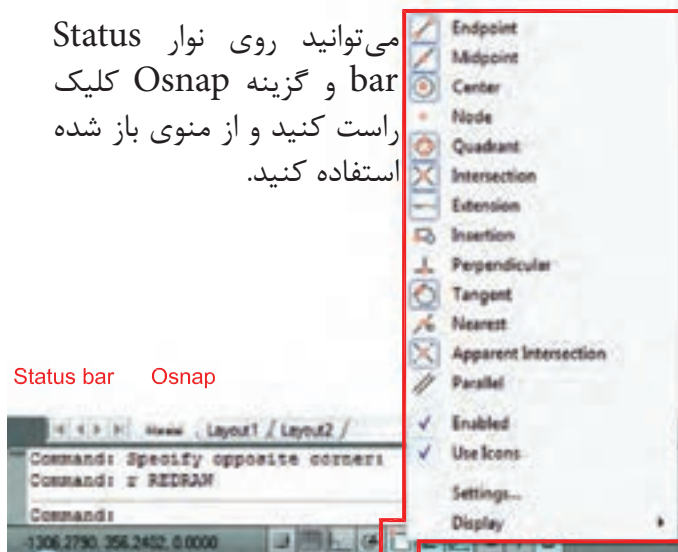 می‌توانید روی نوار Status
bar و گزینه Osnap کلیک
راست کنید و از منوی باز شده
استفاده کنید.
Endpoint
Midpoint
Center
Node
Quadrant
Intersection
Extension
Insertion
Perpendicular
Tangent
Nearest
Apparent Intersection
Parallel
Enabled
Use Icons
Settings...
Display
Status bar Osnap
Layout1 / Layout2 /
Command: Specify opposite corner:
Command: r REDRAW
Command:
-1306.2790, 356.2402, 0.0000